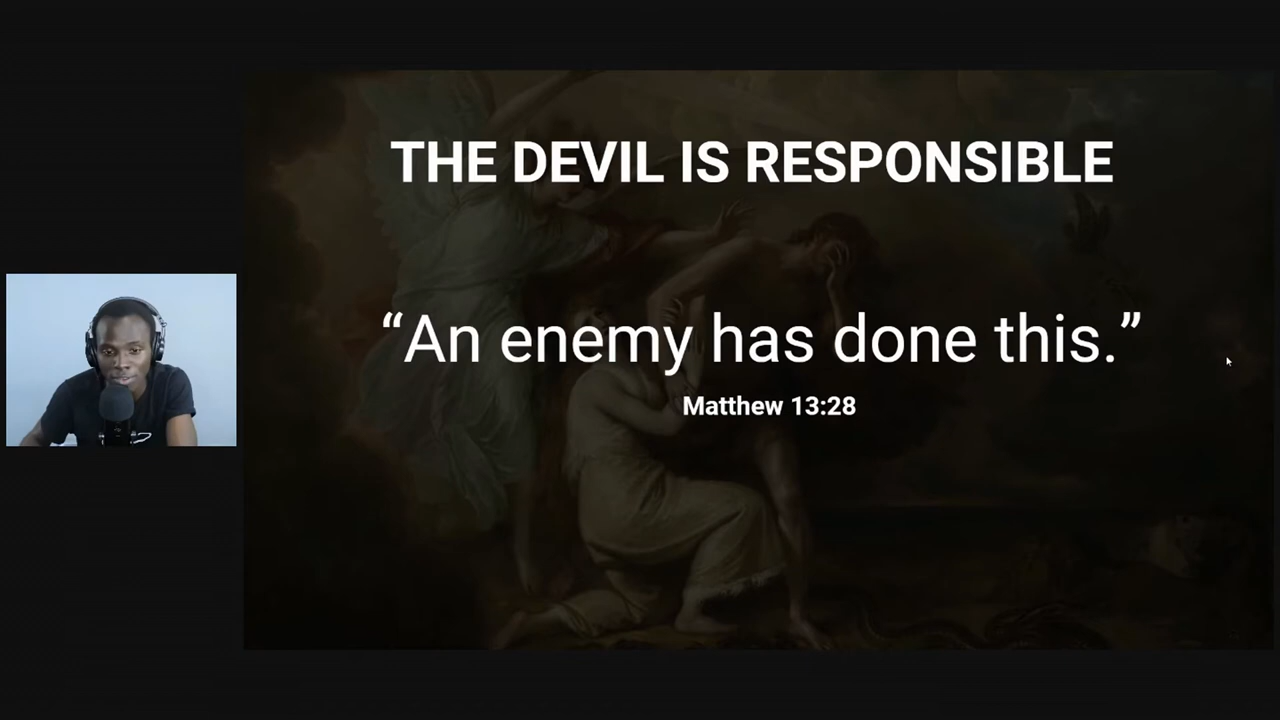 THE DEVIL IS RESPONSIBLE
“An enemy has done this.”
Matthew 13:28